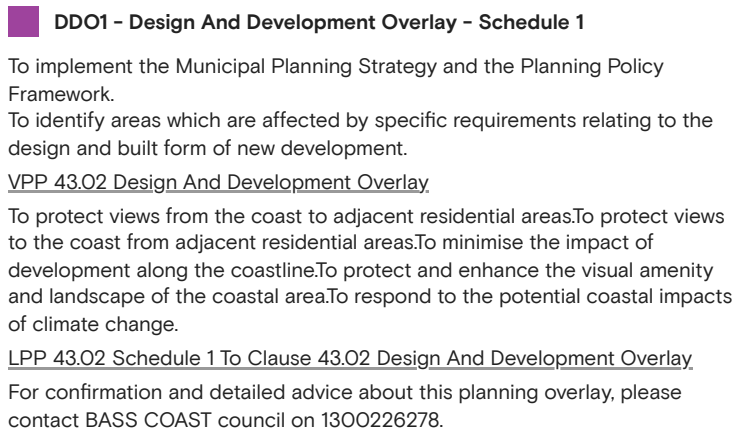 DDO1 - Design And Development Overlay - Schedule 1
To implement the Municipal Planning Strategy and the Planning Policy
Framework.
To identify areas which are affected by specific requirements relating to the
design and built form of new development.
VPP 43.02 Design And Development Overlay
To protect views from the coast to adjacent residential areas.To protect views
to the coast from adjacent residential areas.To minimise the impact of
development along the coastline.To protect and enhance the visual amenity
and landscape of the coastal area.To respond to the potential coastal impacts
of climate change.
LPP 43.02 Schedule 1 To Clause 43.02 Design And Development Overlay
For confirmation and detailed advice about this planning overlay, please
contact BASS COAST council on 1300226278.